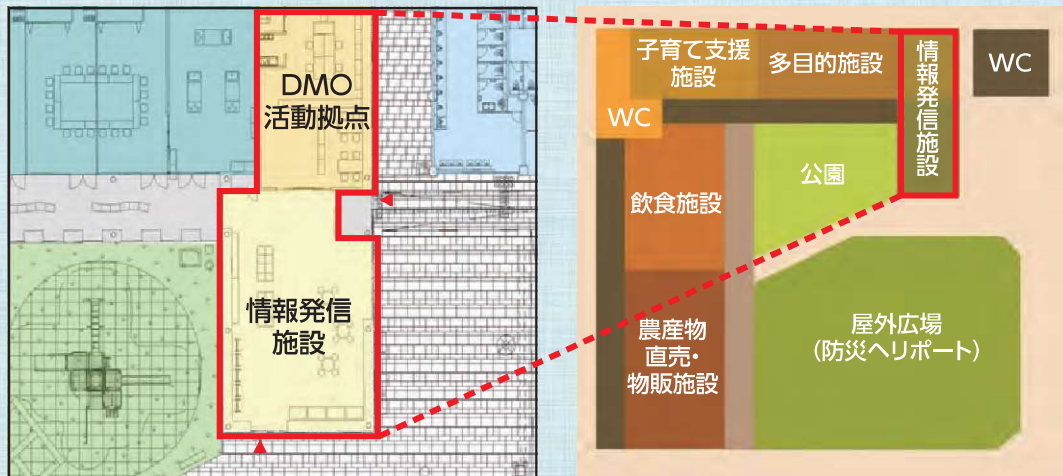 DMO
活動拠点
情報発信
施設
子育て支援
施設
多目的施設
情報発信施設
WC
WC
公園
飲食施設
農産物
直売・
物販施設
屋外広場
(防災ヘリポート)